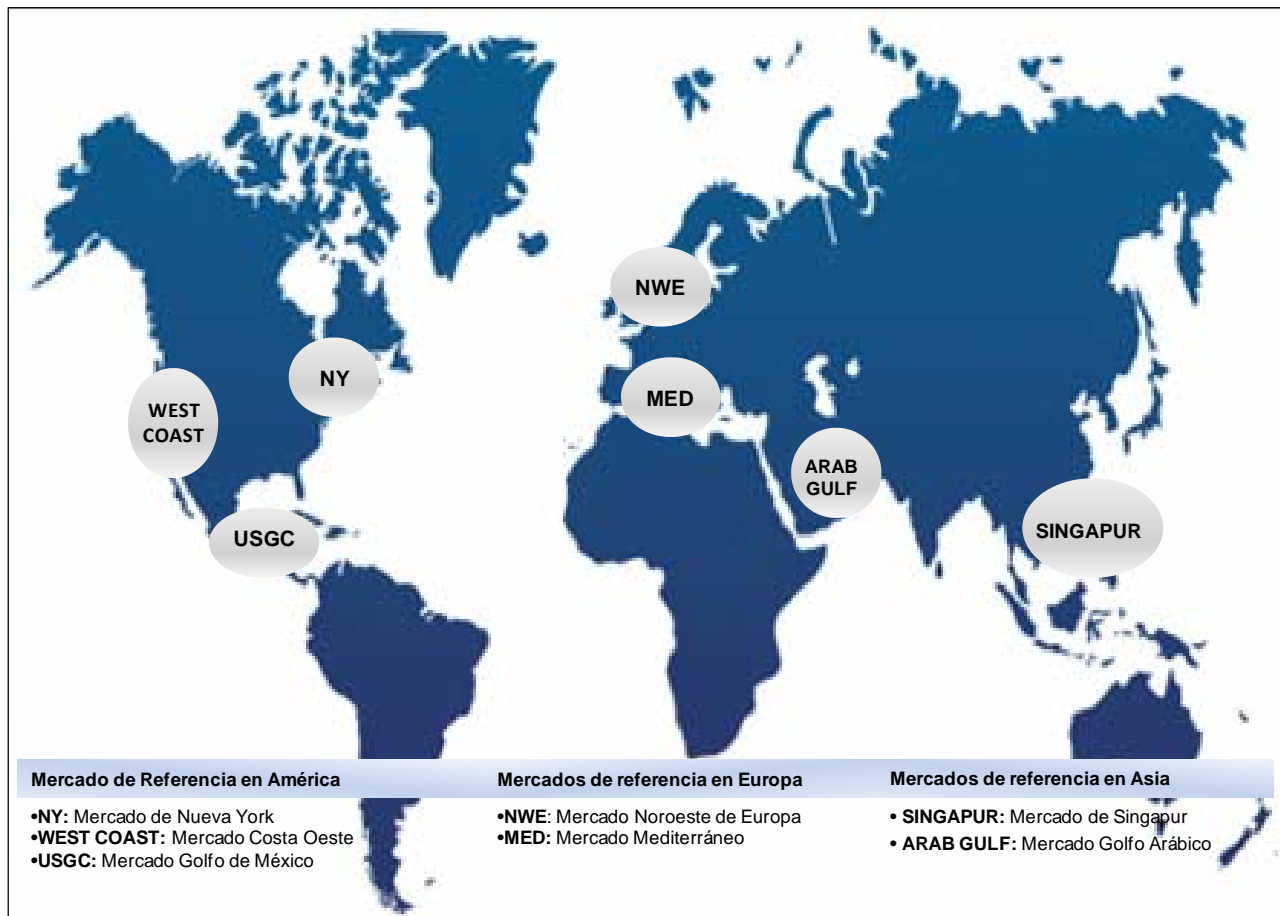 NWE
NY
MED
WEST
COAST
ARAB
GULF
USGC
SINGAPUR
Mercado de Referencia en América
•NY: Mercado de Nueva York
•WEST COAST: Mercado Costa Oeste
•USGC: Mercado Golfo de México
Mercados de referencia en Europa
•NWE: Mercado Noroeste de Europa
•MED: Mercado Mediterráneo
Mercados de referencia en Asia
• SINGAPUR: Mercado de Singapur
• ARAB GULF: Mercado Golfo Arábico